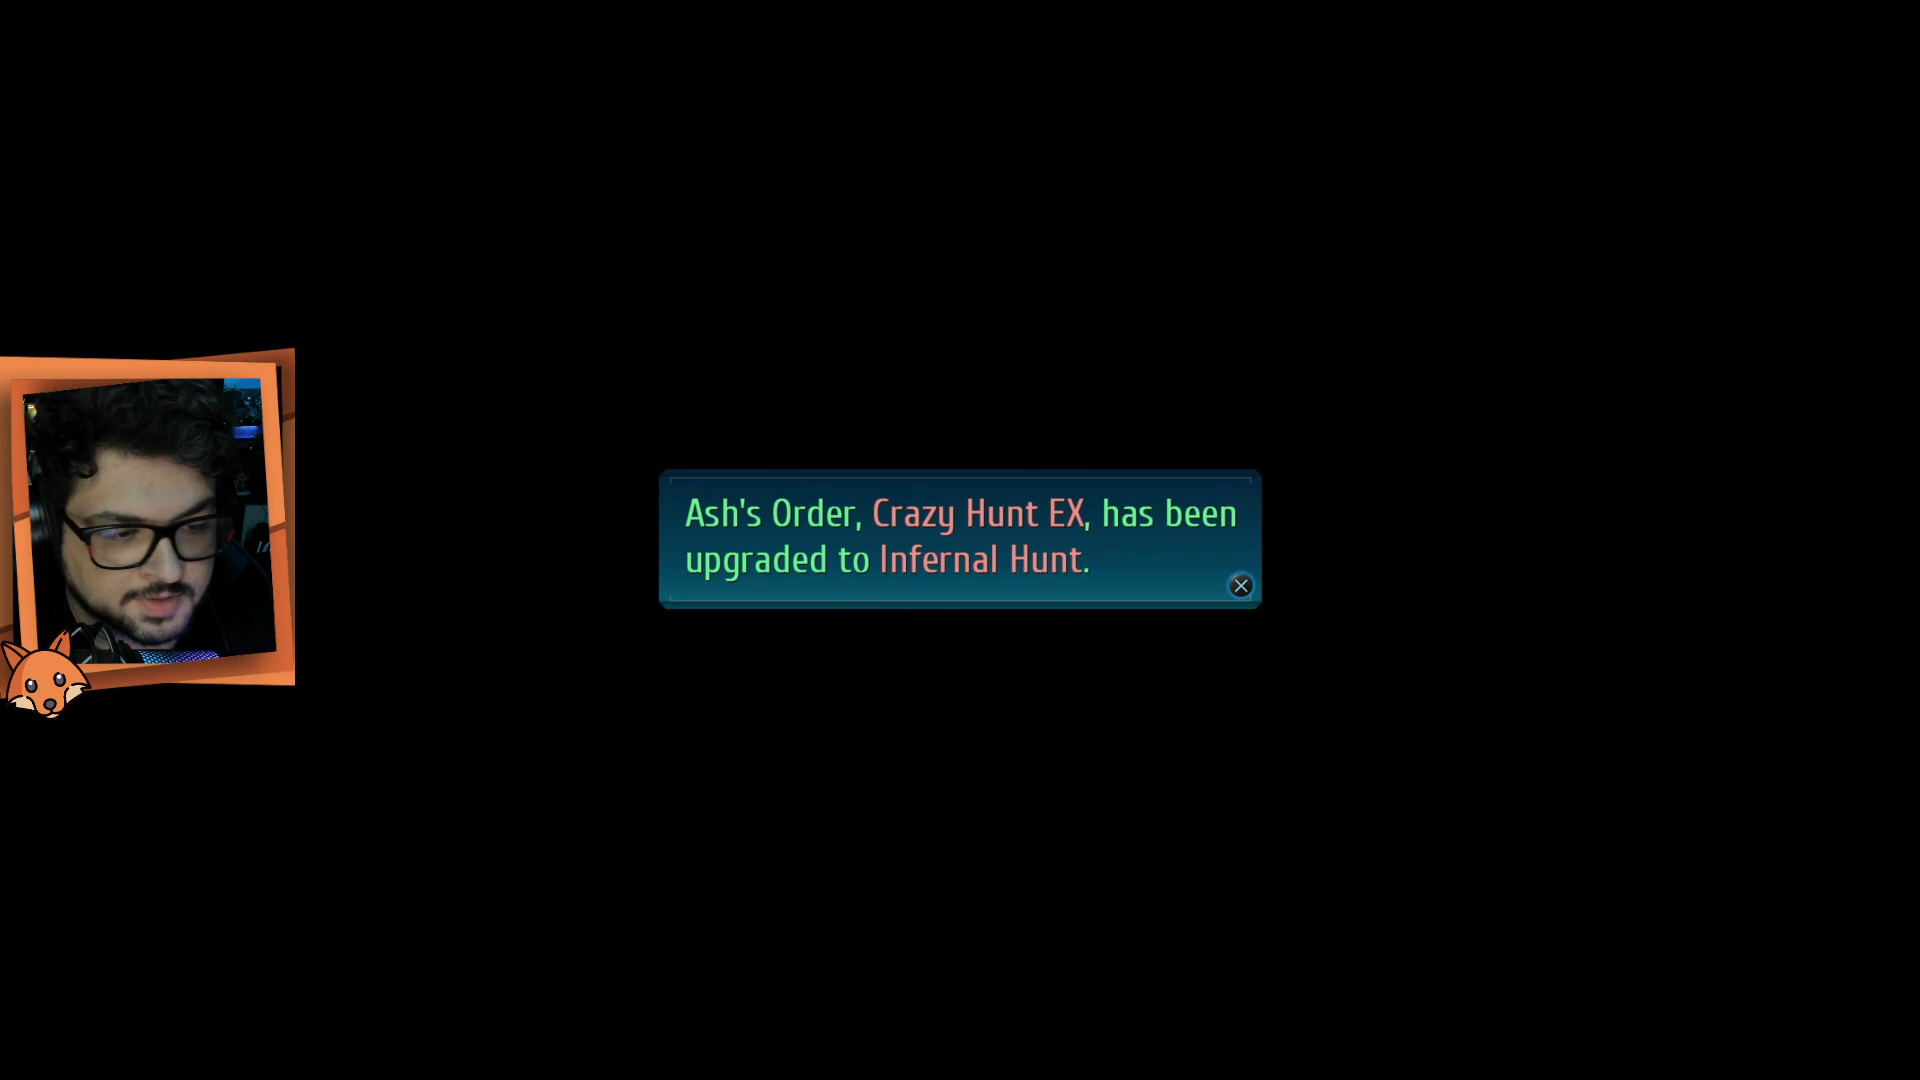 Ash's Order, Crazy Hunt EX, has been
upgraded to Infernal Hunt.